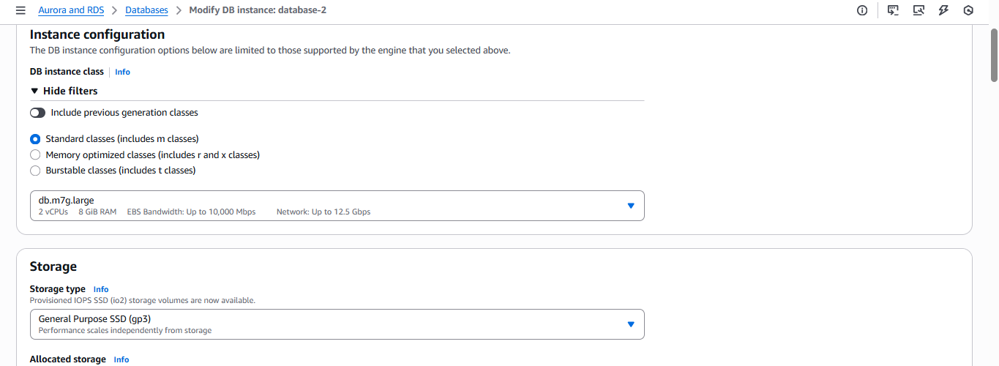 Aurora and RDS > Databases > Modify DB instance: database-2
Instance configuration
The DB instance configuration options below are limited to those supported by the engine that you selected above.
DB instance class Info
Hide filters
Include previous generation classes
Standard classes (includes m classes)
Memory optimized classes (includes r and x classes)
Burstable classes (includes t classes)
db.m7g.large
2 vCPUs 8 GiB RAM EBS Bandwidth: Up to 10,000 Mbps Network: Up to 12.5 Gbps
Storage
Storage type Info
Provisioned IOPS SSD (io2) storage volumes are now available.
General Purpose SSD (gp3)
Performance scales independently from storage
Allocated storage Info